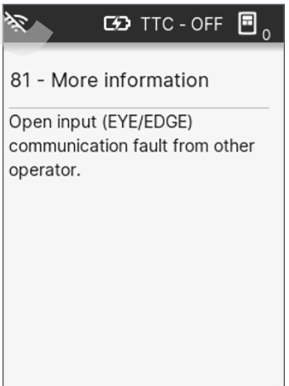 TTC - OFF 0
81 - More information
Open input (EYE/EDGE)
communication fault from other
operator.